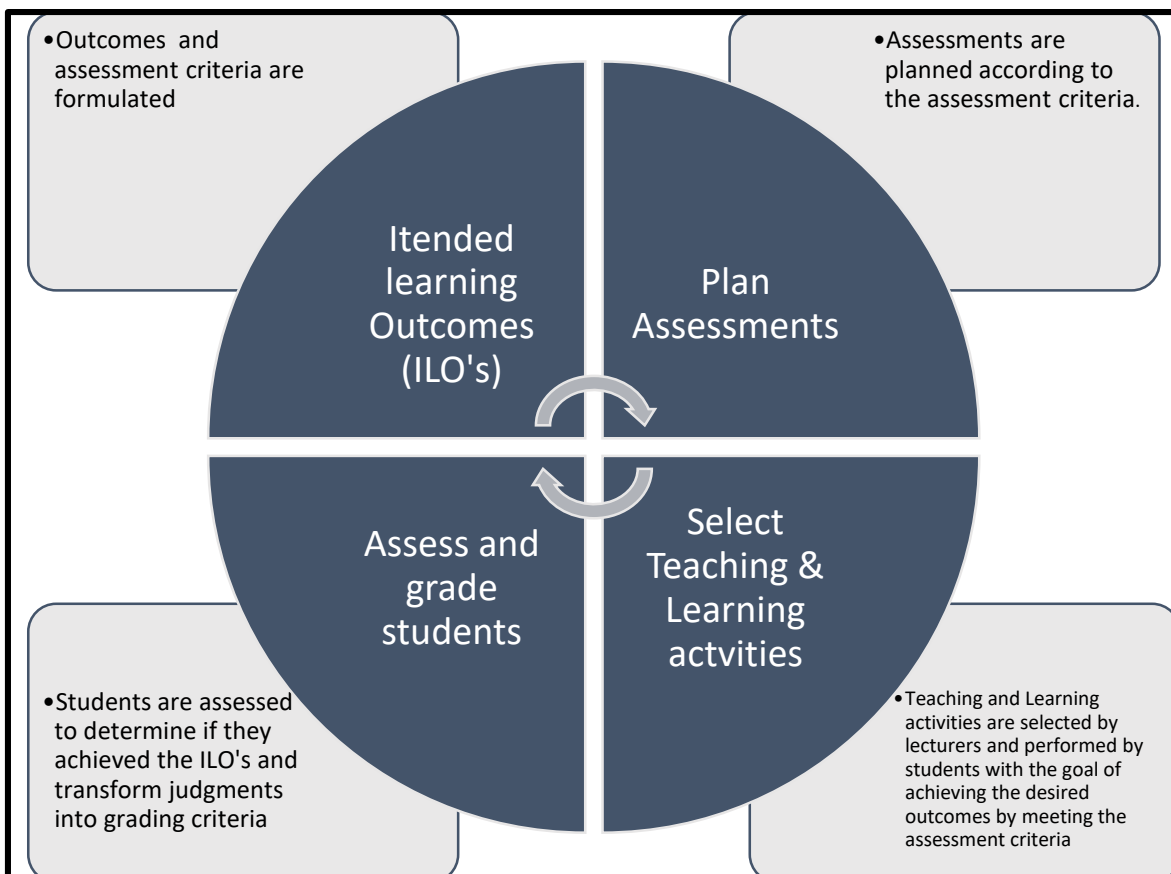 •Outcomes and
assessment criteria are
formulated
•Assessments are
planned according to
the assessment criteria.
Itended
learning
Outcomes
(ILO's)
Plan
Assessments
Assess and
grade
students
Select
Teaching &
Learning
actvities
•Students are assessed
to determine if they
achieved the ILO's and
transform judgments
into grading criteria
•Teaching and Learning
activities are selected by
lecturers and performed by
students with the goal of
achieving the desired
outcomes by meeting the
assessment criteria